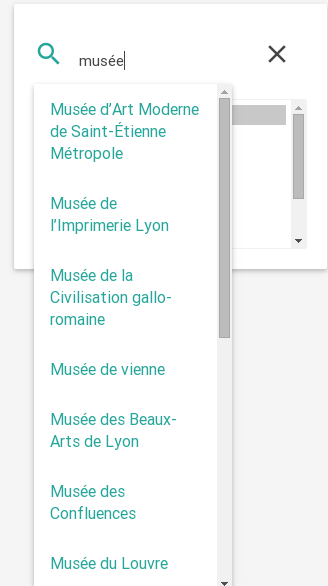 musée
Musée d’Art Moderne
de Saint-Étienne
Métropole
Musée de
l’Imprimerie Lyon
Musée de la
Civilisation gallo-
romaine
Musée de vienne
Musée des Beaux-
Arts de Lyon
Musée des
Confluences
Musée du Louvre